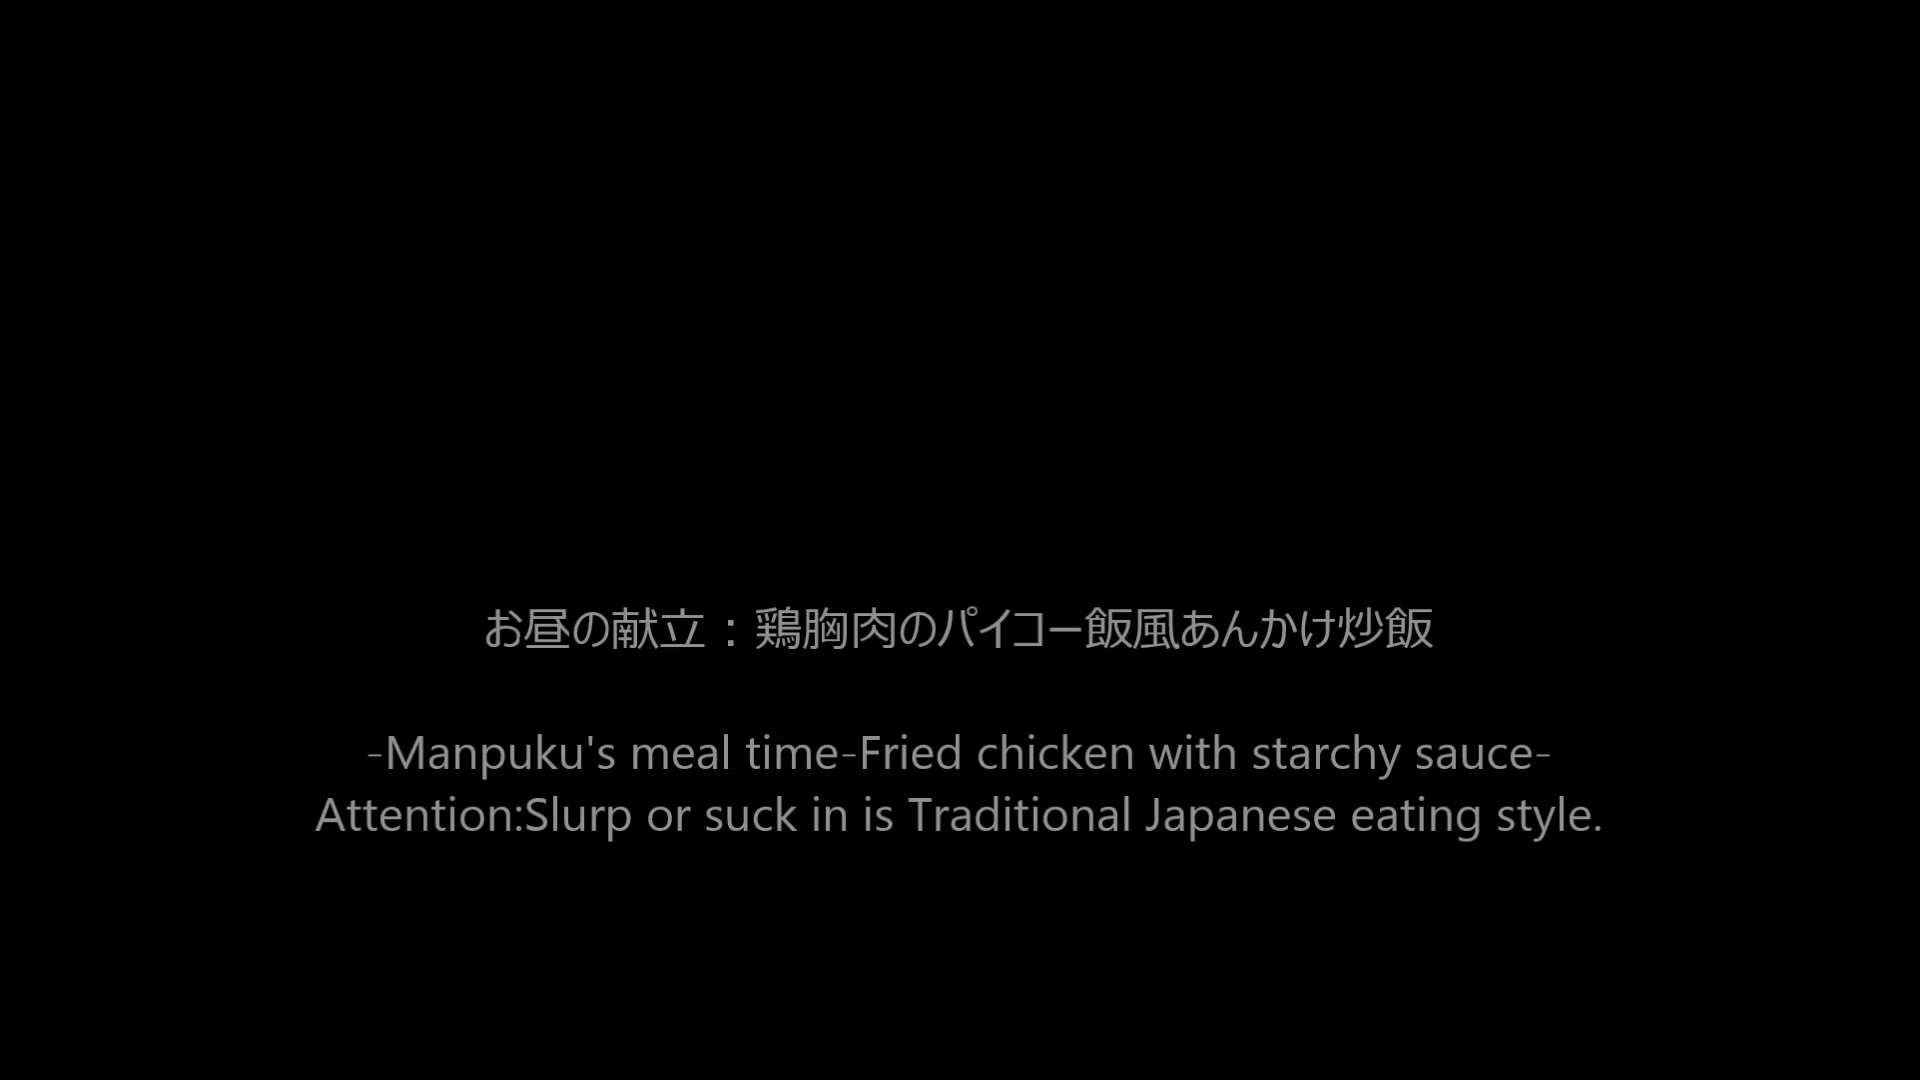 お昼の献立：鶏胸肉のパイコー飯風あんかけ炒飯
-Manpuku's meal time-Fried chicken with starchy sauce-
Attention:Slurp or suck in is Traditional Japanese eating style.